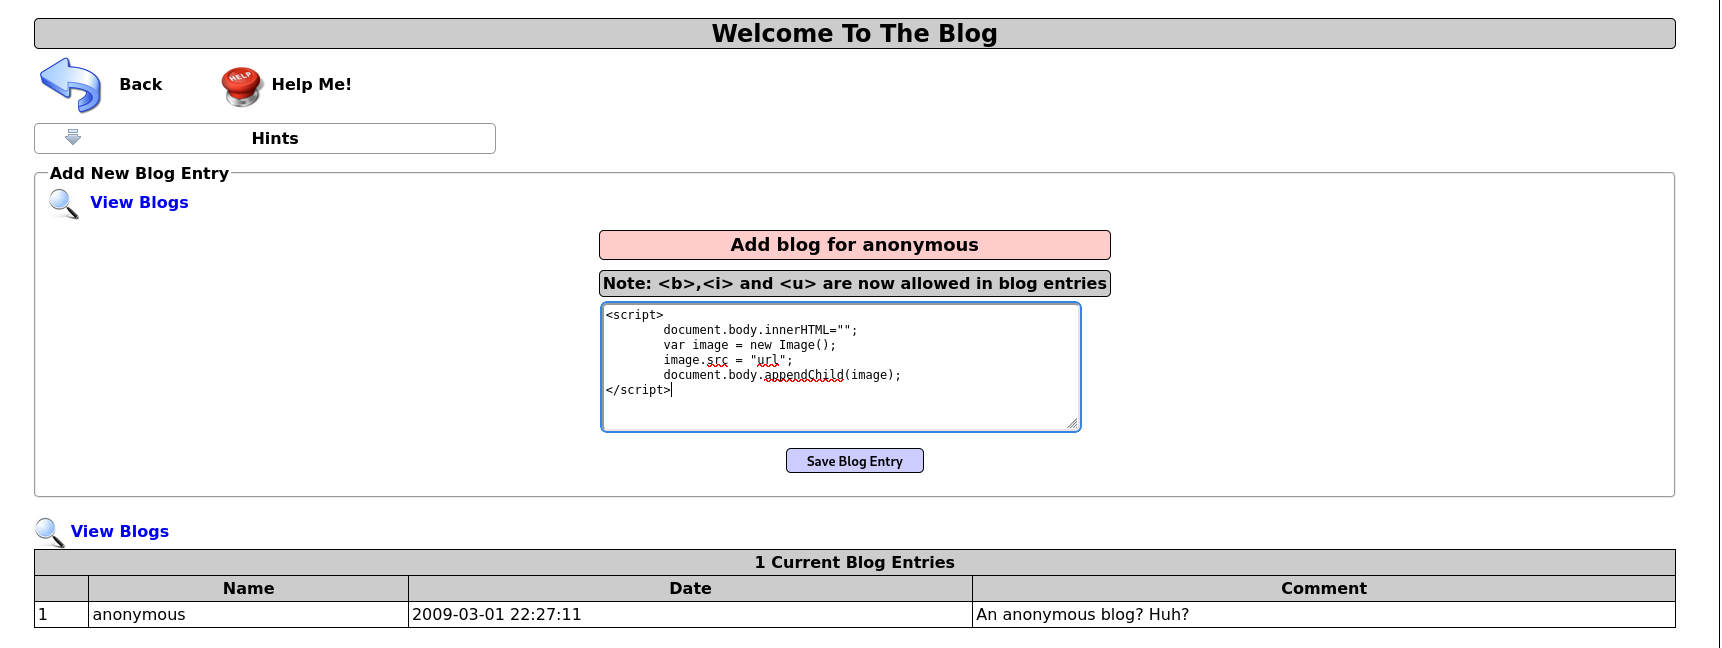 Welcome To The Blog
Back
HELP
Help Me!
Hints
Add New Blog Entry
View Blogs
Add blog for anonymous
Note: <b>,<i> and <u> are now allowed in blog entries
<script>
document.body.innerHTML="";
var image = new Image();
image.src = "url";
document.body.appendChild(image);
</script>
Save Blog Entry
View Blogs
1 Current Blog Entries
Name Date Comment
1 anonymous 2009-03-01 22:27:11 An anonymous blog? Huh?